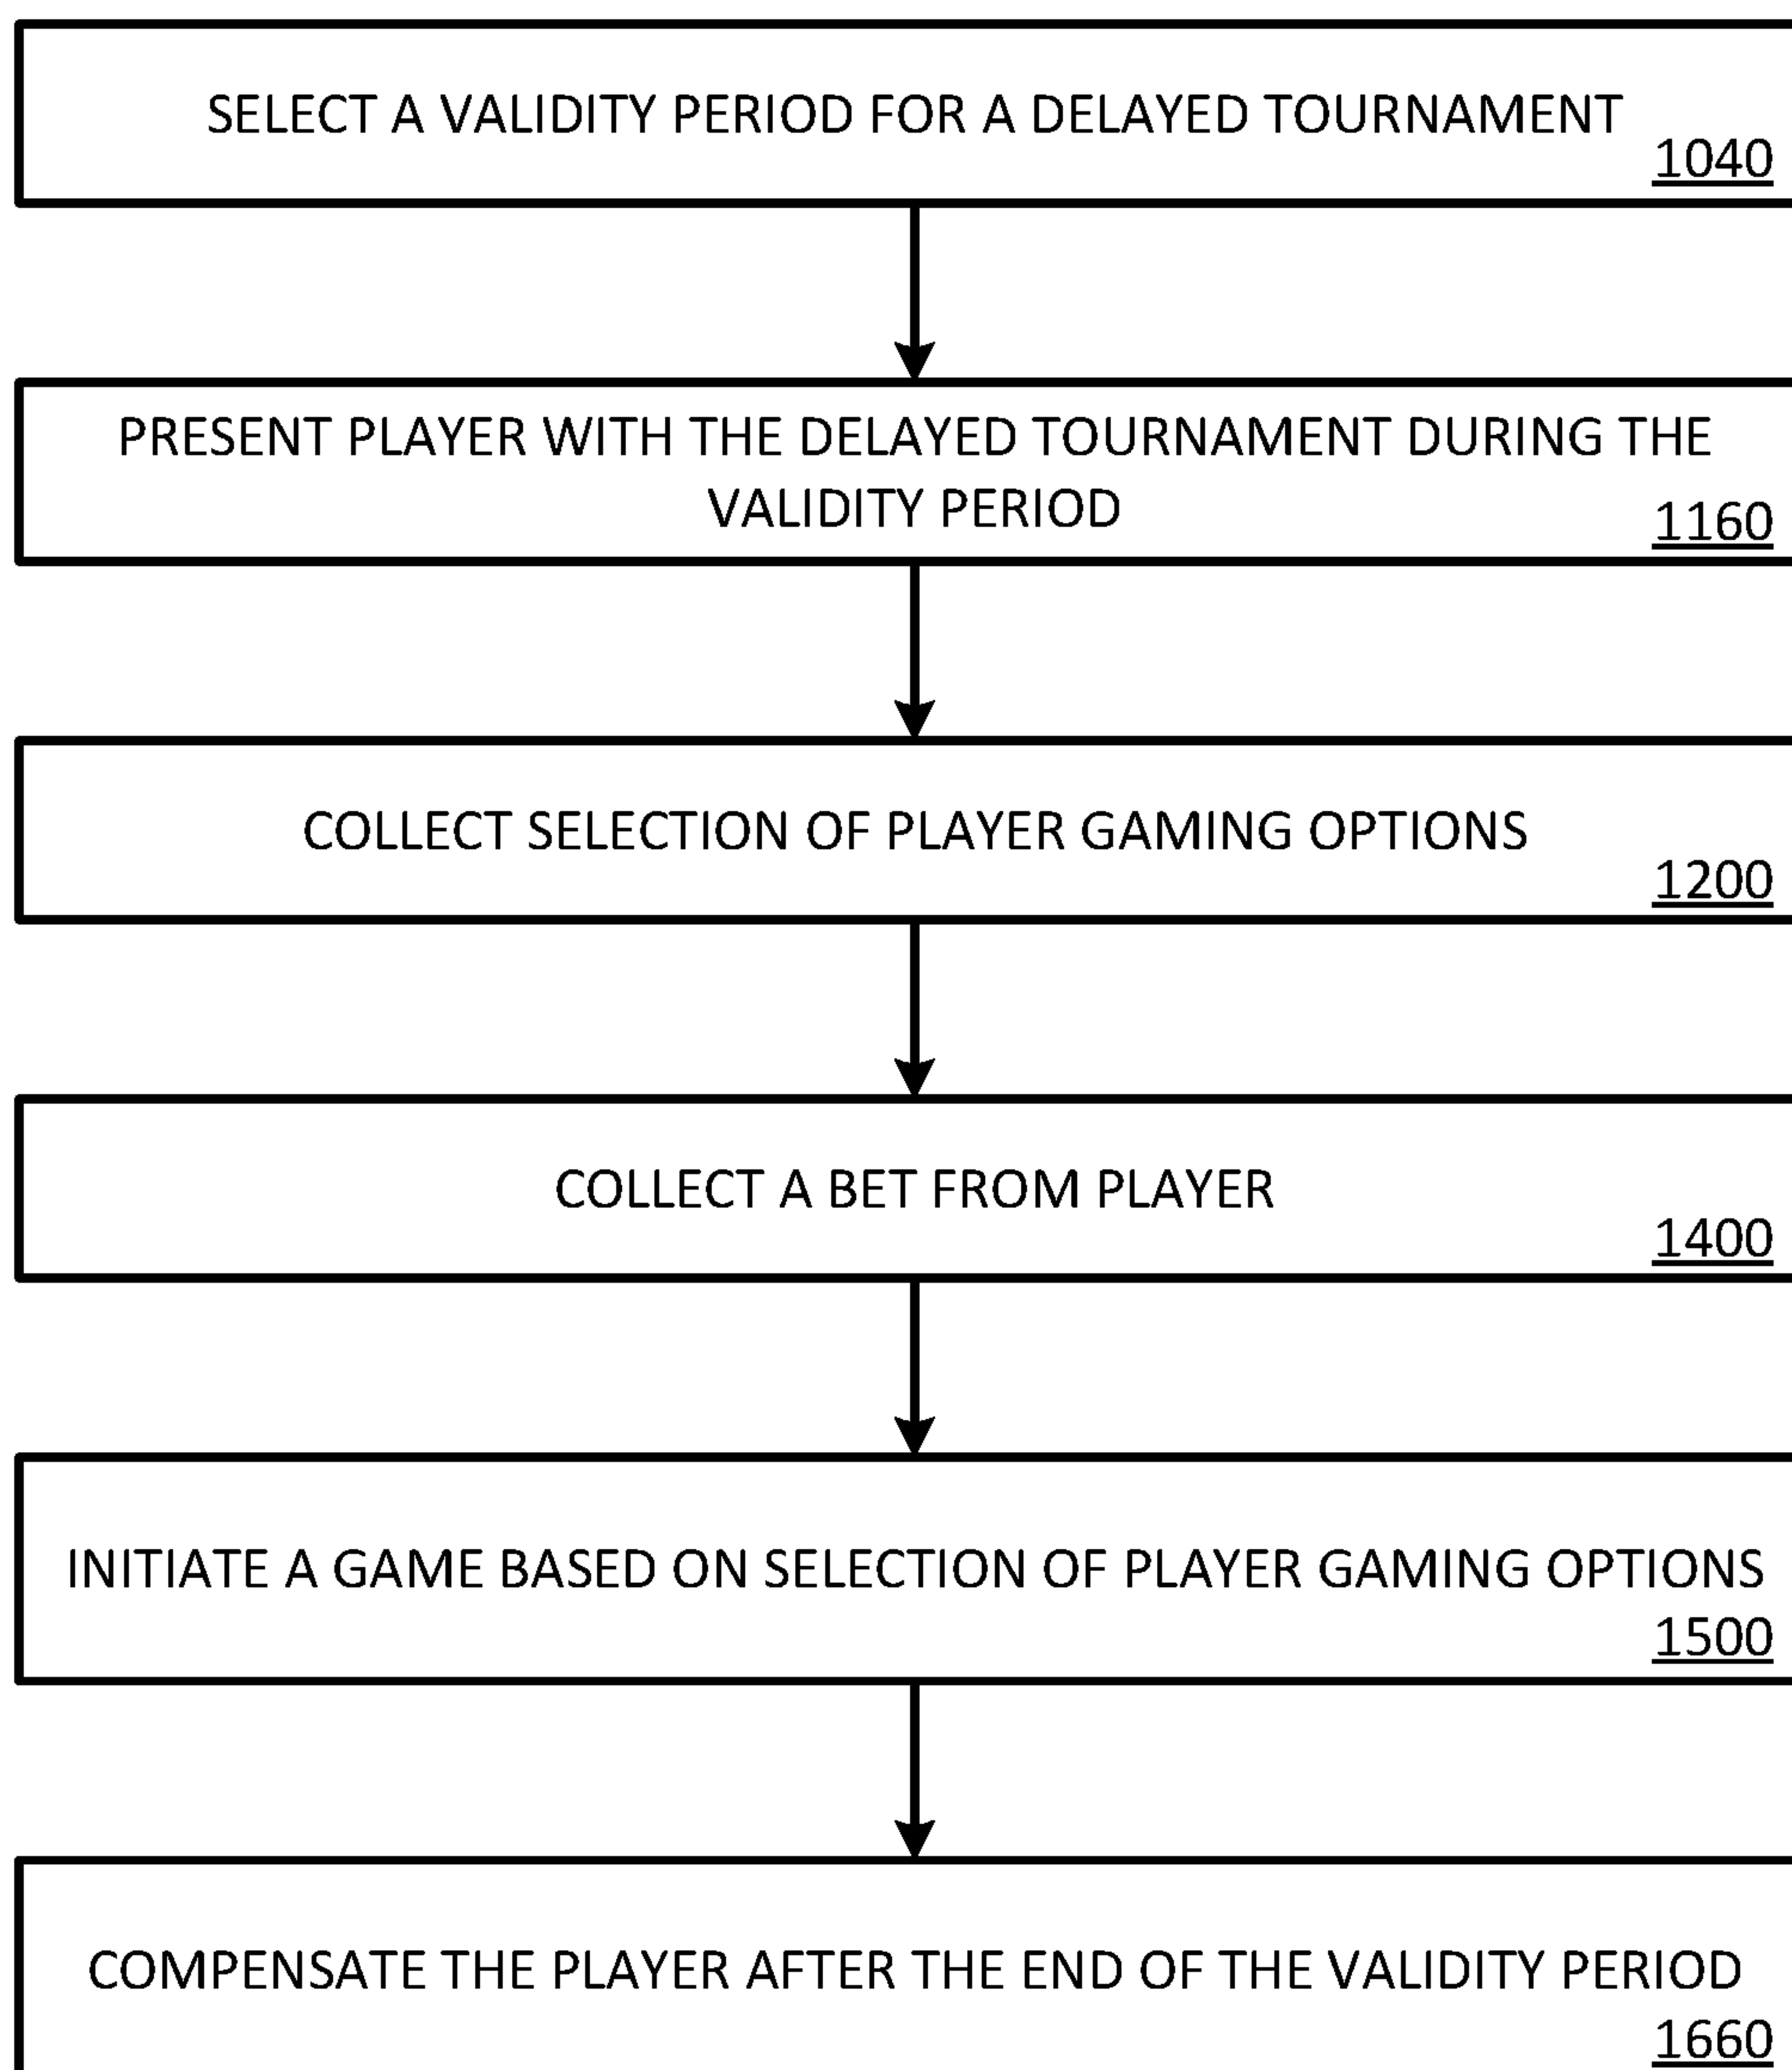 SELECT A VALIDITY PERIOD FOR A DELAYED TOURNAMENT
1040
PRESENT PLAYER WITH THE DELAYED TOURNAMENT DURING THE
VALIDITY PERIOD
1160
COLLECT SELECTION OF PLAYER GAMING OPTIONS
1200
COLLECT A BET FROM PLAYER
1400
INITIATE A GAME BASED ON SELECTION OF PLAYER GAMING OPTIONS
1500
COMPENSATE THE PLAYER AFTER THE END OF THE VALIDITY PERIOD
1660